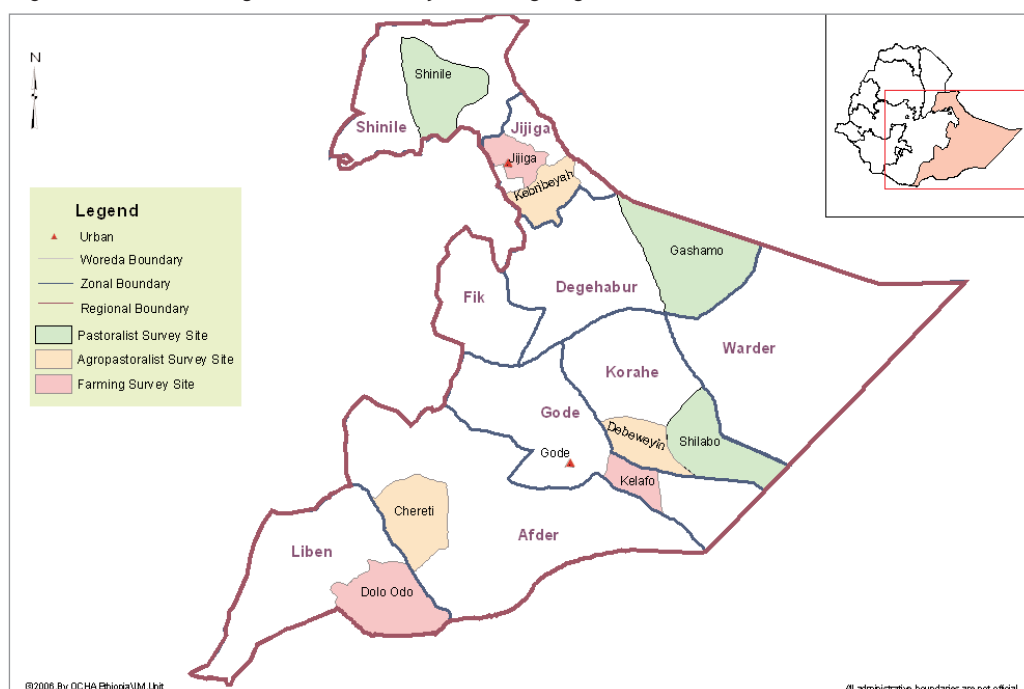 N
Shinile
Shinile
Jijiga
Jijiga
Kebribeyah
Gashamo
Legend
Urban
Woreda Boundary
Zonal Boundary
Regional Boundary
Pastoralist Survey Site
Agropastoralist Survey Site
Farming Survey Site
Fik
Degehabur
Warder
Korahe
Gode
Debeweyin
Shilabo
Gode
Kelafo
Chereti
Afder
Liben
Dolo Odo
@2006 By OCHA Ethiopia\I.M.Unit
All administrative boundaries are not official